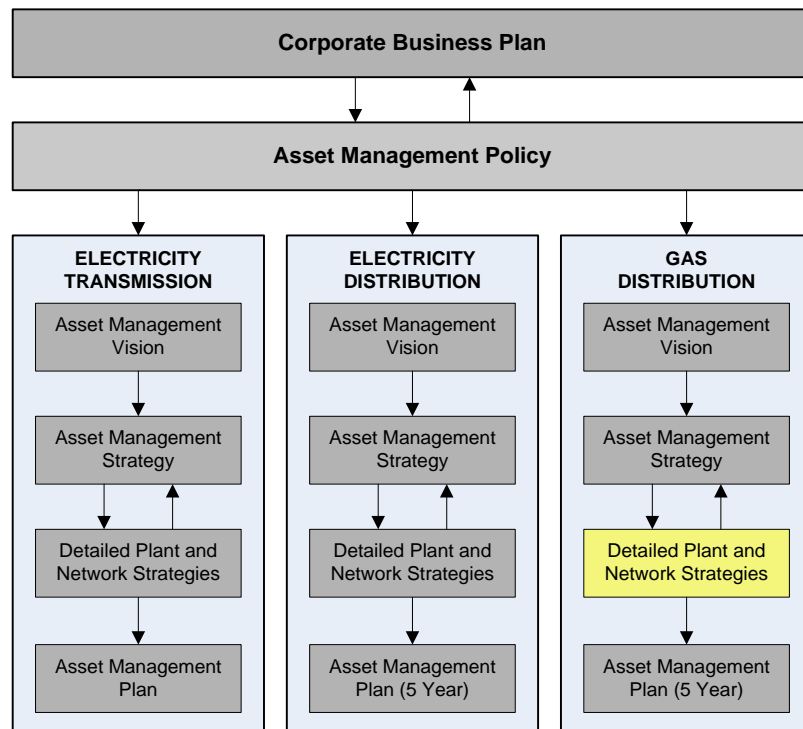 Corporate Business Plan
Asset Management Policy
ELECTRICITY
TRANSMISSION
Asset Management
Vision
Asset Management
Strategy
Detailed Plant and
Network Strategies
Asset Management
Plan
ELECTRICITY
DISTRIBUTION
Asset Management
Vision
Asset Management
Strategy
Detailed Plant and
Network Strategies
Asset Management
Plan (5 Year)
GAS
DISTRIBUTION
Asset Management
Vision
Asset Management
Strategy
Detailed Plant and
Network Strategies
Asset Management
Plan (5 Year)